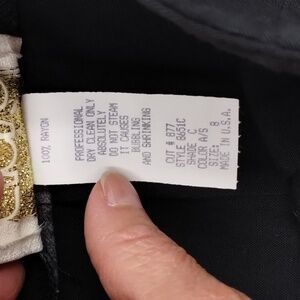 100% RAYON
PROFESSIONAL
DRY CLEAN ONLY
ABSOLUTELY
DO NOT STEAM
IT CAUSES
BUBBLING
AND SHRINKING
CUT # 877
STYLE 8651C
SHADE C
COLOR A/S
SIZE: 8
MADE IN U.S.A.